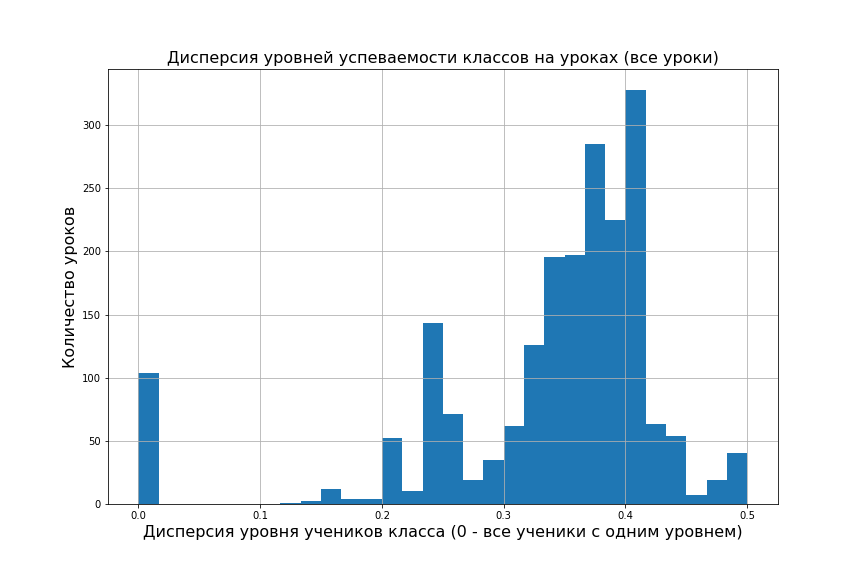 Дисперсия уровней успеваемости классов на уроках (все уроки)
Количество уроков
300
250
200
150
100
50
0
0.0 0.1 0.2 0.3 0.4 0.5
Дисперсия уровня учеников класса (0 - все ученики с одним уровнем)